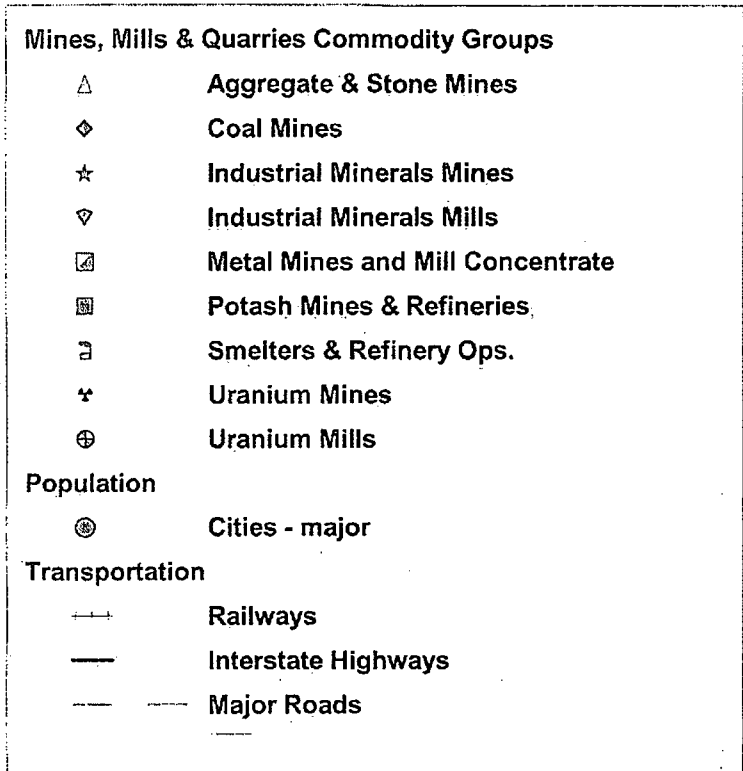 Mines, Mills & Quarries Commodity Groups
Aggregate & Stone Mines
Coal Mines
Industrial Minerals Mines
Industrial Minerals Mills
Metal Mines and Mill Concentrate
Potash Mines & Refineries
Smelters & Refinery Ops.
Uranium Mines
Uranium Mills
Population
Cities - major
Transportation
Railways
Interstate Highways
Major Roads